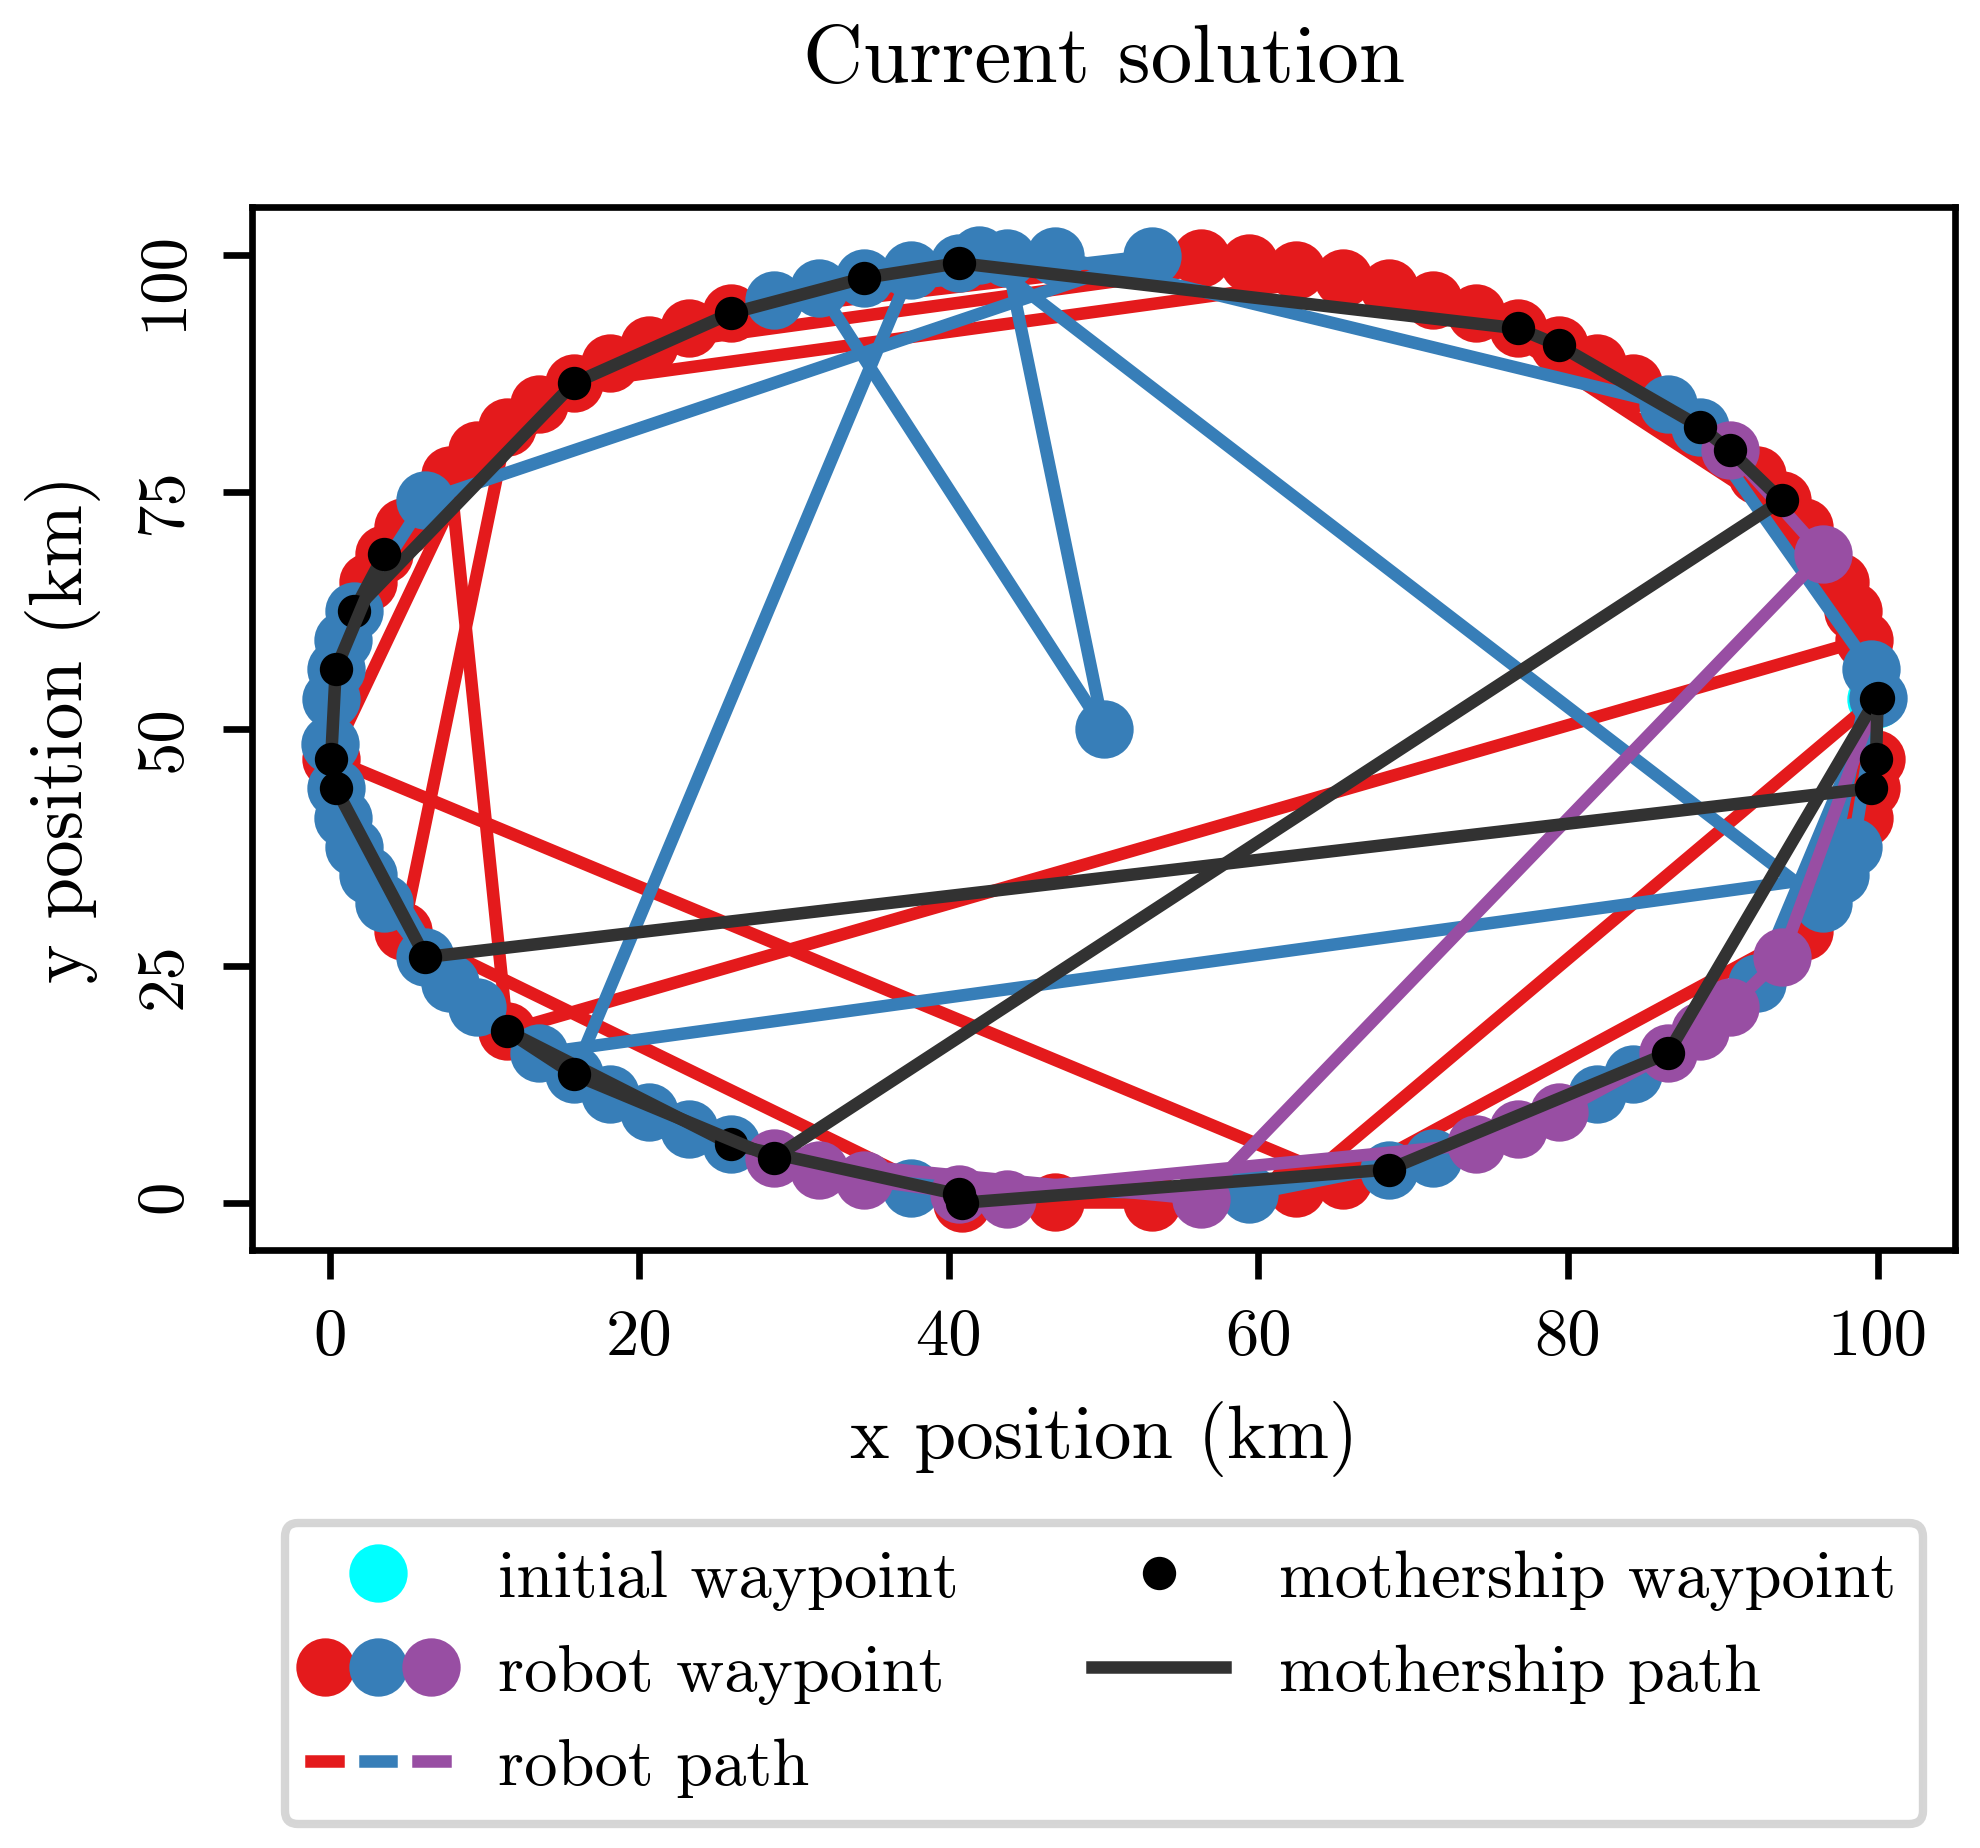 Current solution
y position (km)
100
75
50
25
0
0 20 40 60 80 100
x position (km)
initial waypoint
robot waypoint
robot path
mothership waypoint
mothership path